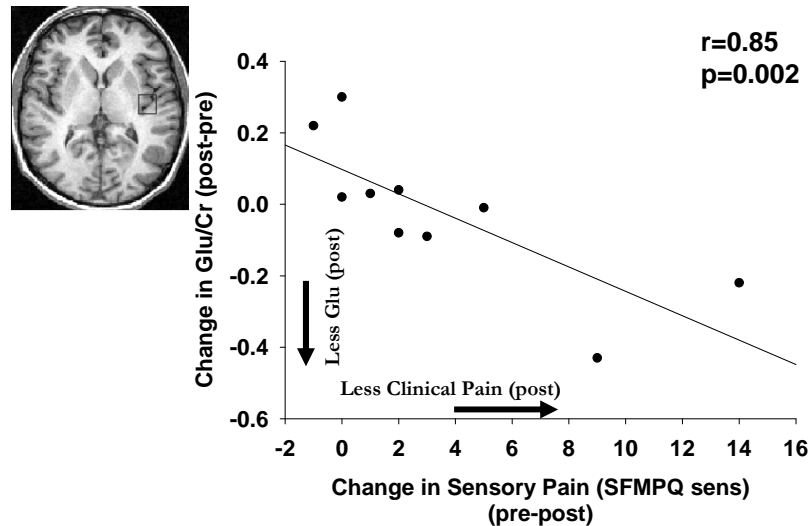 r=0.85
p=0.002
Change in Glu/Cr (post-pre)
0.4
0.2
0.0
-0.2
-0.4
-0.6
Less Glu (post)
Less Clinical Pain (post)
-2 0 2 4 6 8 10 12 14 16
Change in Sensory Pain (SFMPQ sens)
(pre-post)